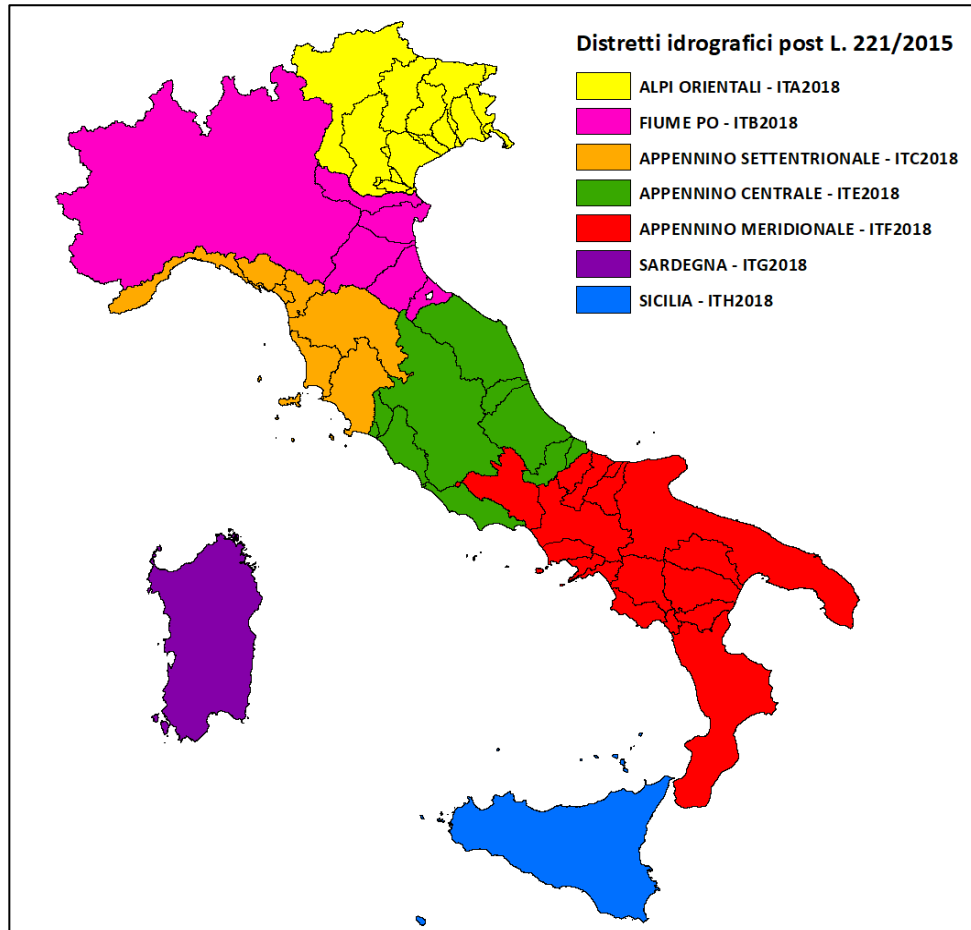 Distretti idrografici post L. 221/2015
ALPI ORIENTALI - ITA2018
FIUME PO - ITB2018
APPENNINO SETTENTRIONALE - ITC2018
APPENNINO CENTRALE - ITE2018
APPENNINO MERIDIONALE - ITF2018
SARDEGNA - ITG2018
SICILIA - ITH2018